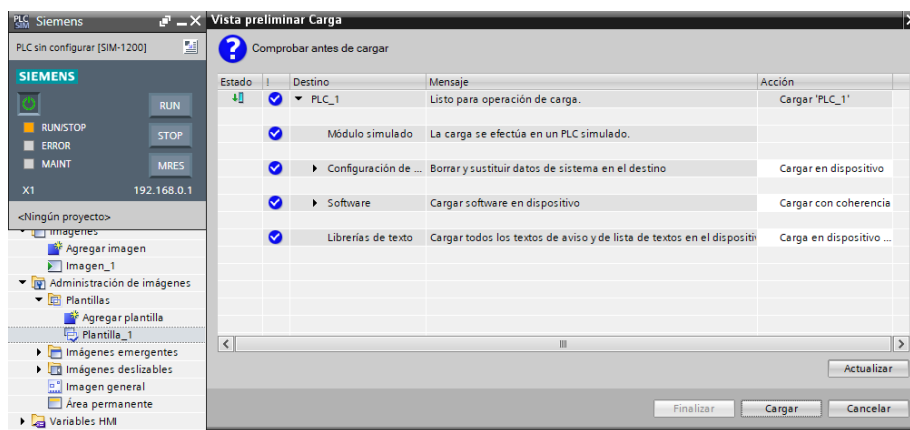 PLC SIM Siemens
PLC sin configurar [SIM-1200]
SIEMENS
RUN
RUN/STOP
STOP
ERROR
MAINT
MRES
X1 192.168.0.1
<Ningún proyecto>
Imágenes
Agregar imagen
Imagen_1
Administración de imágenes
Plantillas
Agregar plantilla
Plantilla_1
Imágenes emergentes
Imágenes deslizables
Imagen general
Área permanente
Variables HMI
Vista preliminar Carga
? Comprobar antes de cargar
Estado ! Destino Mensaje Acción
PLC_1 Listo para operación de carga. Cargar 'PLC_1'
Módulo simulado La carga se efectúa en un PLC simulado.
Configuración de ... Borrar y sustituir datos de sistema en el destino Cargar en dispositivo
Software Cargar software en dispositivo Cargar con coherencia
Librerías de texto Cargar todos los textos de aviso y de lista de textos en el dispositi Carga en dispositivo ...
Actualizar
Finalizar Cargar Cancelar